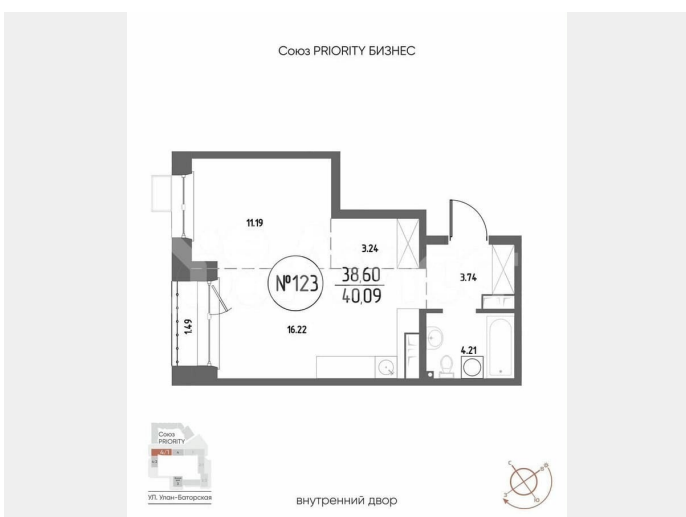 Союз PRIORITY БИЗНЕС
11.19
3.24
3.74
№123
38,60
40,09
1.49
16.22
4.21
Союз
PRIORITY
УЛ. Улан-Баторская
внутренний двор
С
В
З
Ю